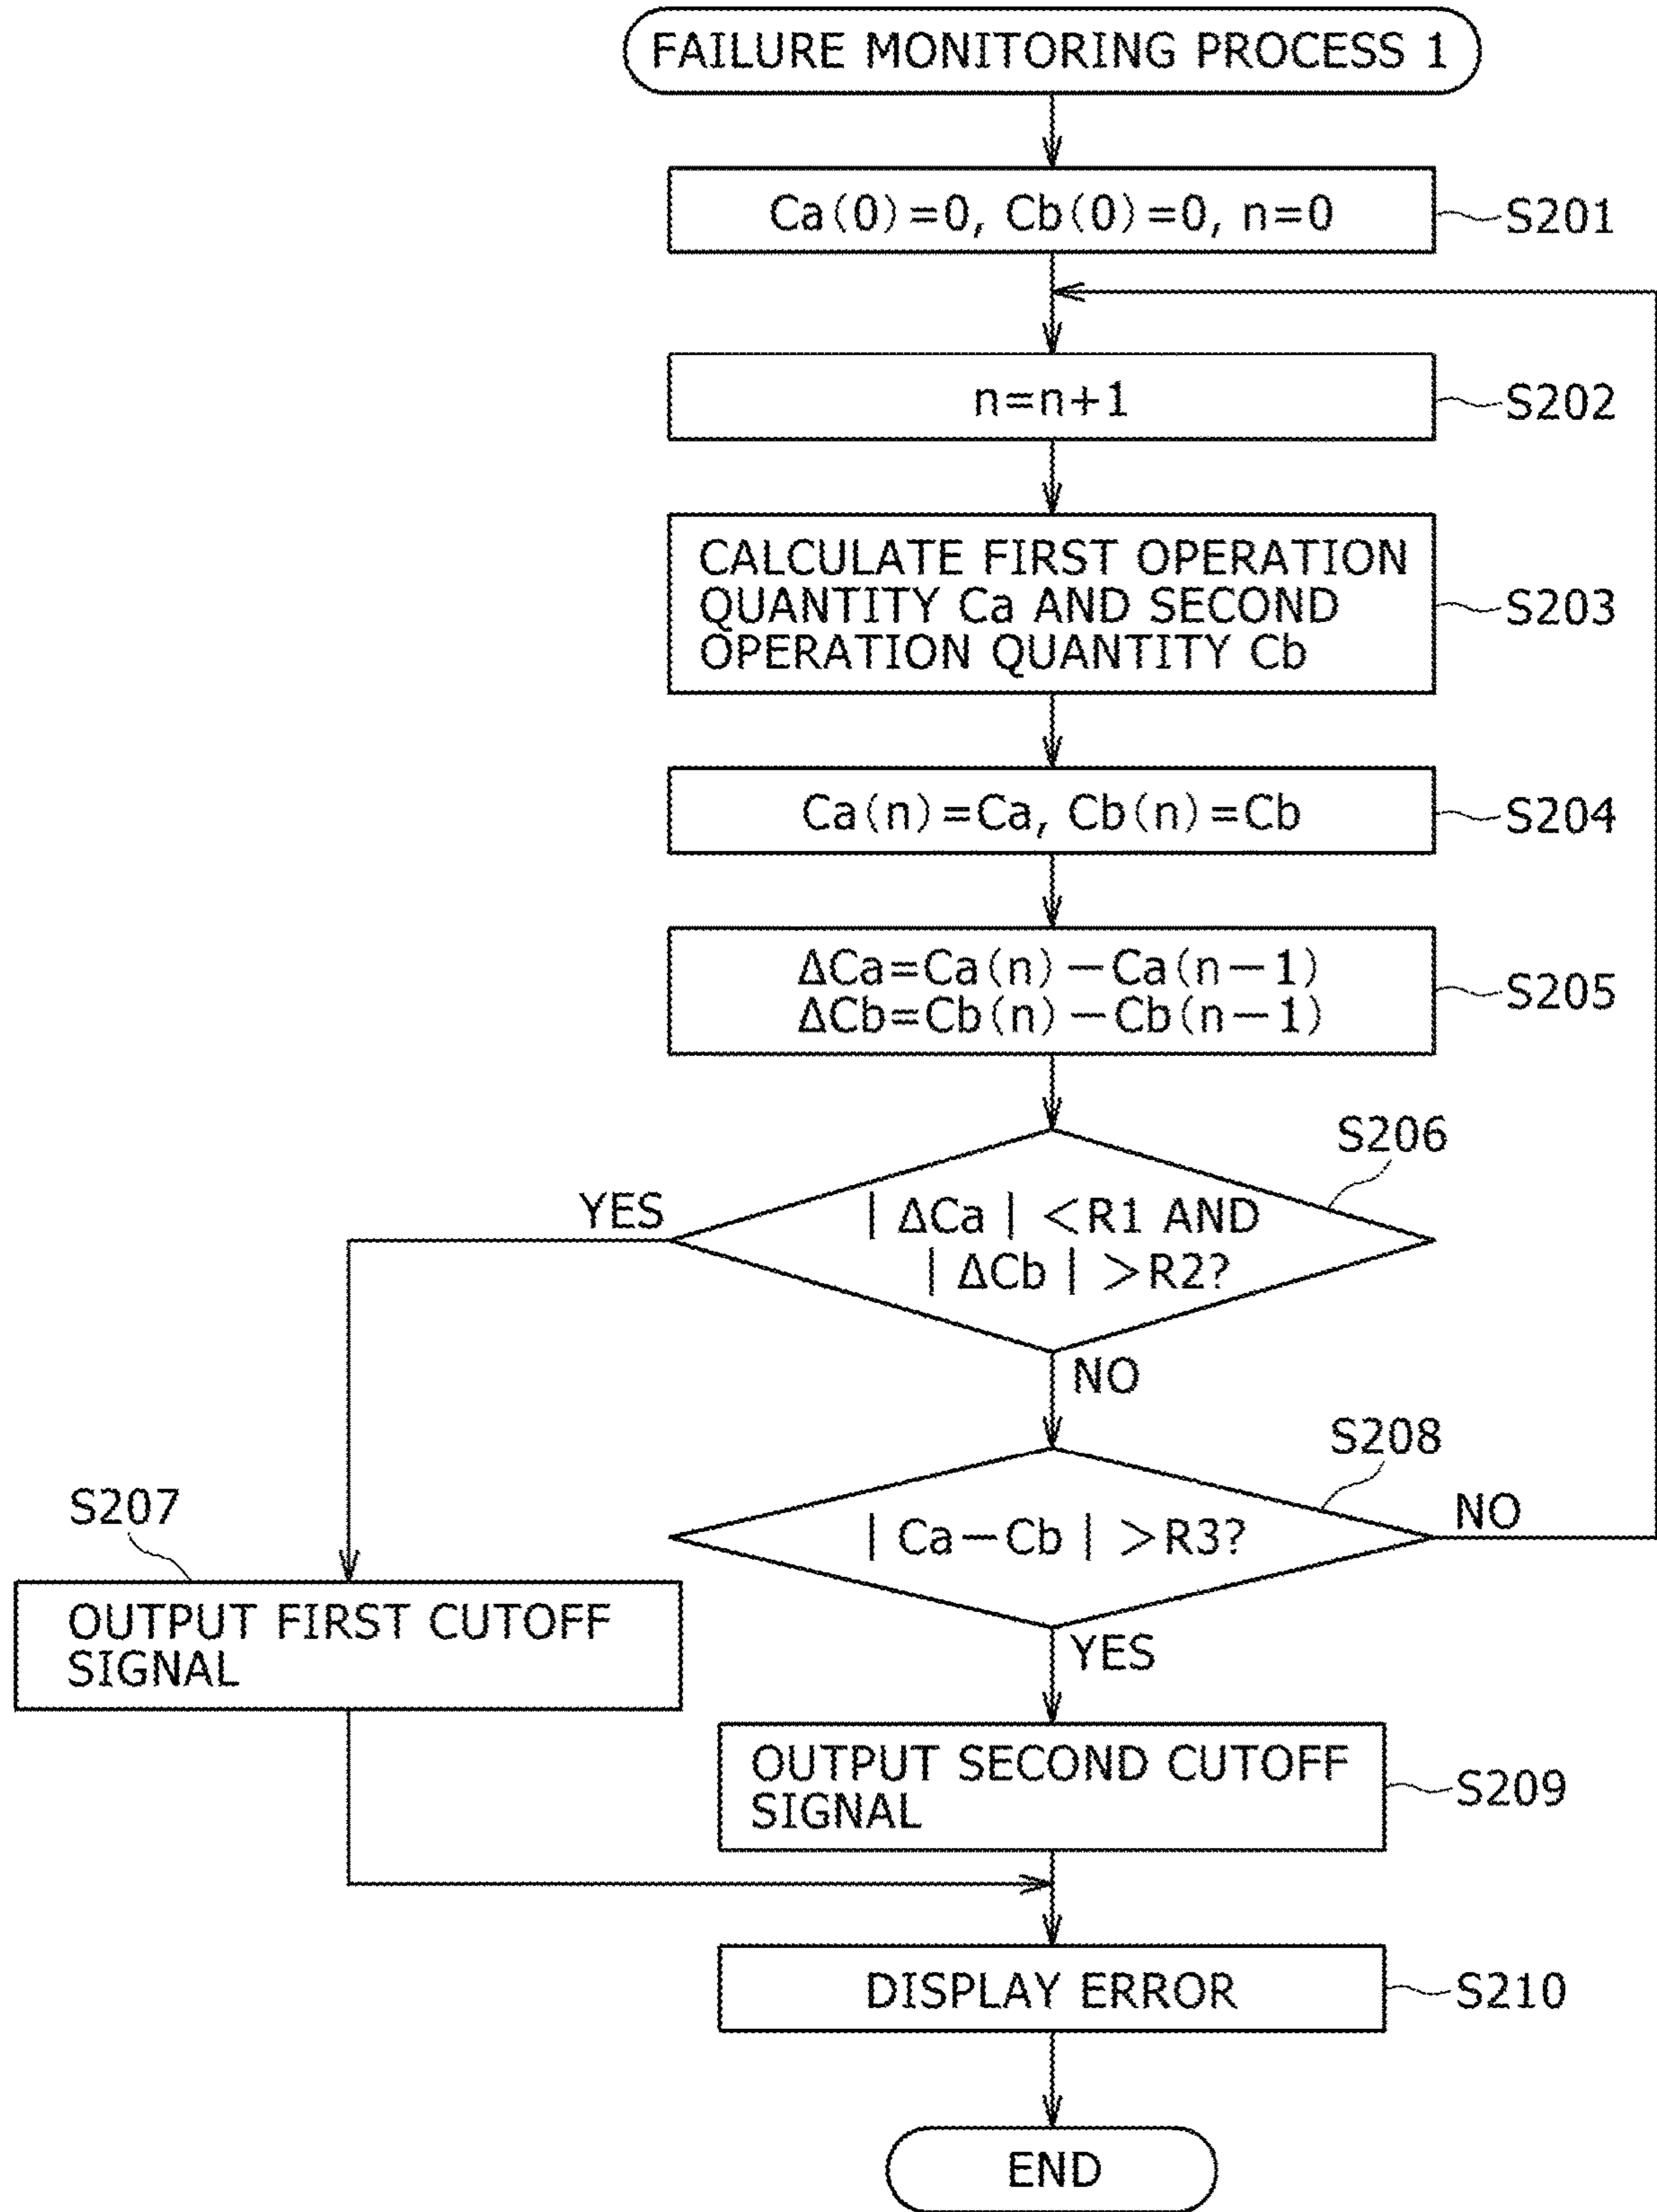 FAILURE MONITORING PROCESS 1
Ca(0)=0, Cb(0)=0, n=0
S201
n=n+1
S202
CALCULATE FIRST OPERATION
QUANTITY Ca AND SECOND
OPERATION QUANTITY Cb
S203
Ca(n)=Ca, Cb(n)=Cb
S204
ΔCa=Ca(n)−Ca(n−1)
ΔCb=Cb(n)−Cb(n−1)
S205
S206
YES
| ΔCa | <R1 AND
| ΔCb | >R2?
NO
S208
S207
| Ca−Cb | >R3?
NO
OUTPUT FIRST CUTOFF
SIGNAL
YES
OUTPUT SECOND CUTOFF
SIGNAL
S209
DISPLAY ERROR
S210
END